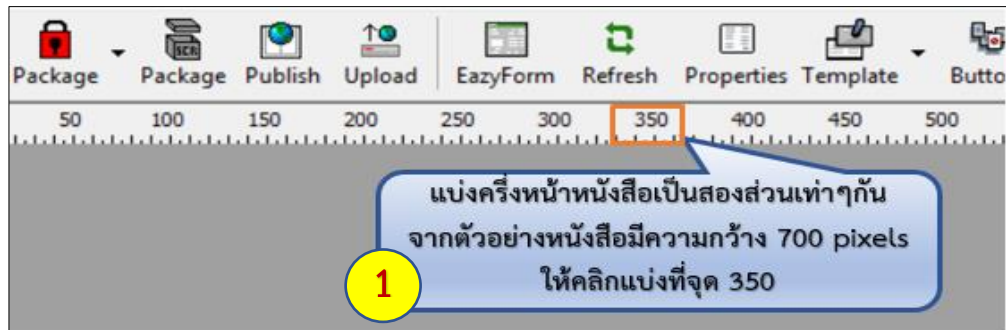 SCR
Package Package Publish Upload EazyForm Refresh Properties Template Butto
50 100 150 200 250 300 350 400 450 500
แบ่งครึ่งหน้าหนังสือเป็นสองส่วนเท่าๆกัน
จากตัวอย่างหนังสือมีความกว้าง 700 pixels
ให้คลิกแบ่งที่จุด 350
1